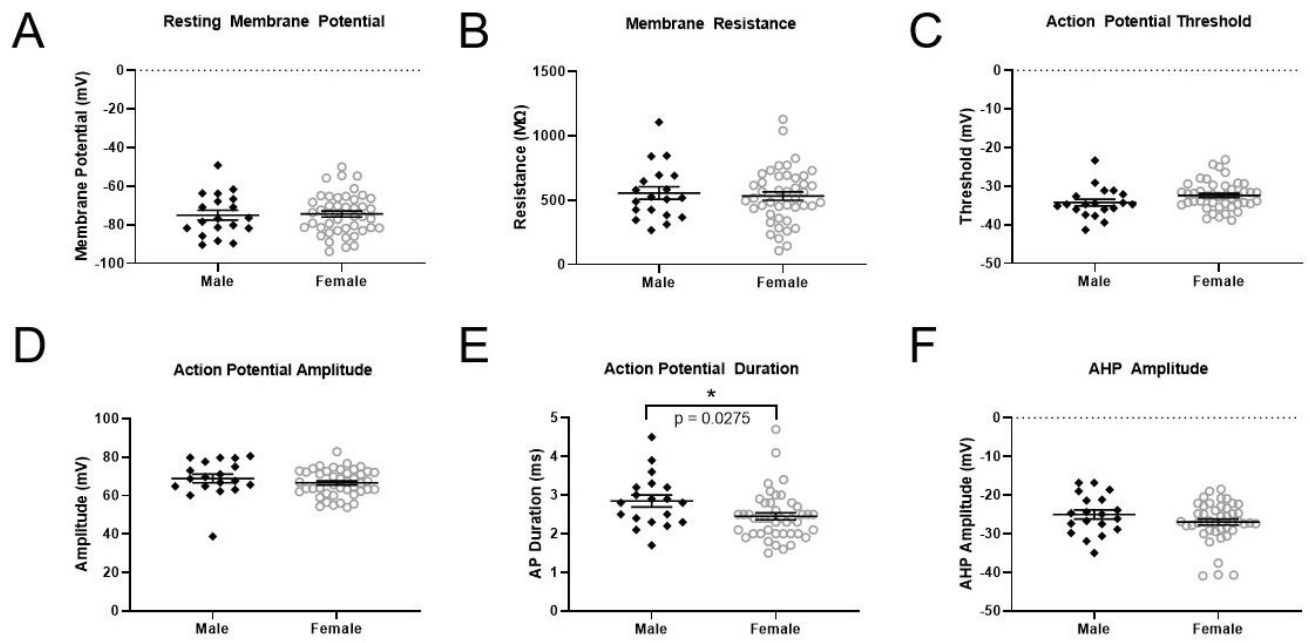 A
Resting Membrane Potential
Membrane Potential (mV)
0
-20
-40
-60
-80
-100
Male
Female
B
Membrane Resistance
Resistance (MΩ)
1500
1000
500
0
Male
Female
C
Action Potential Threshold
Threshold (mV)
0
-10
-20
-30
-40
-50
Male
Female
D
Action Potential Amplitude
Amplitude (mV)
100
80
60
40
20
0
Male
Female
E
Action Potential Duration
*
p = 0.0275
AP Duration (ms)
5
4
3
2
1
0
Male
Female
F
AHP Amplitude
AHP Amplitude (mV)
0
-10
-20
-30
-40
-50
Male
Female